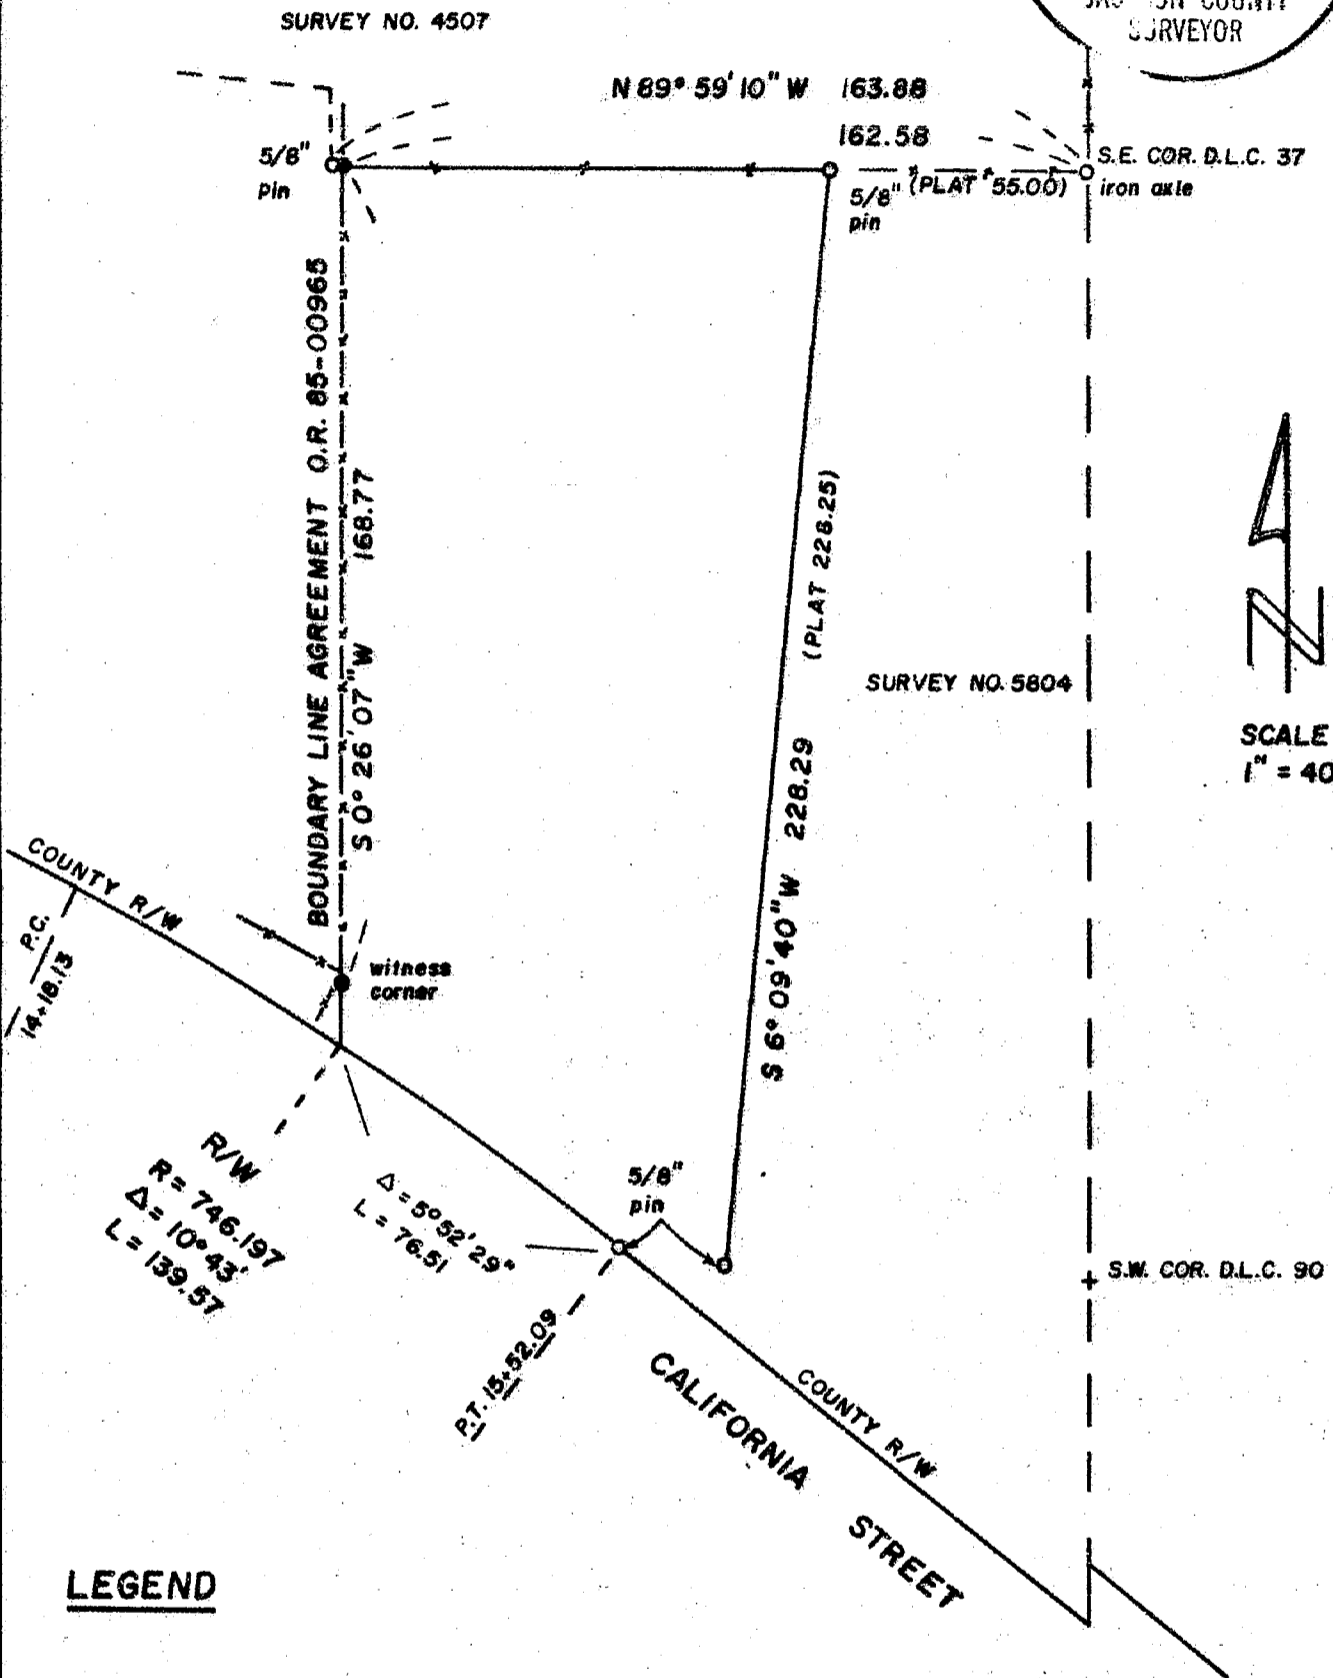 SURVEY NO. 4507
COUNTY
SURVEYOR
N 89° 59' 10" W 163.88
162.58
5/8"
pin
S.E. COR. D.L.C. 37
iron axle
(PLAT 55.00)
5/8"
pin
BOUNDARY LINE AGREEMENT O.R. 85-00965
S 0° 26' 07" W 168.77
(PLAT 228.25)
S 6° 09' 40" W 228.29
SURVEY NO. 5804
N
SCALE
1" = 40
COUNTY R/W
P.C.
14+18.13
witness
corner
R/W
R = 746.197
Δ = 10° 43'
L = 139.57
Δ = 5° 52' 29"
L = 76.51
5/8"
pin
S.W. COR. D.L.C. 90
P.T. 15+52.09
COUNTY R/W
CALIFORNIA STREET
LEGEND